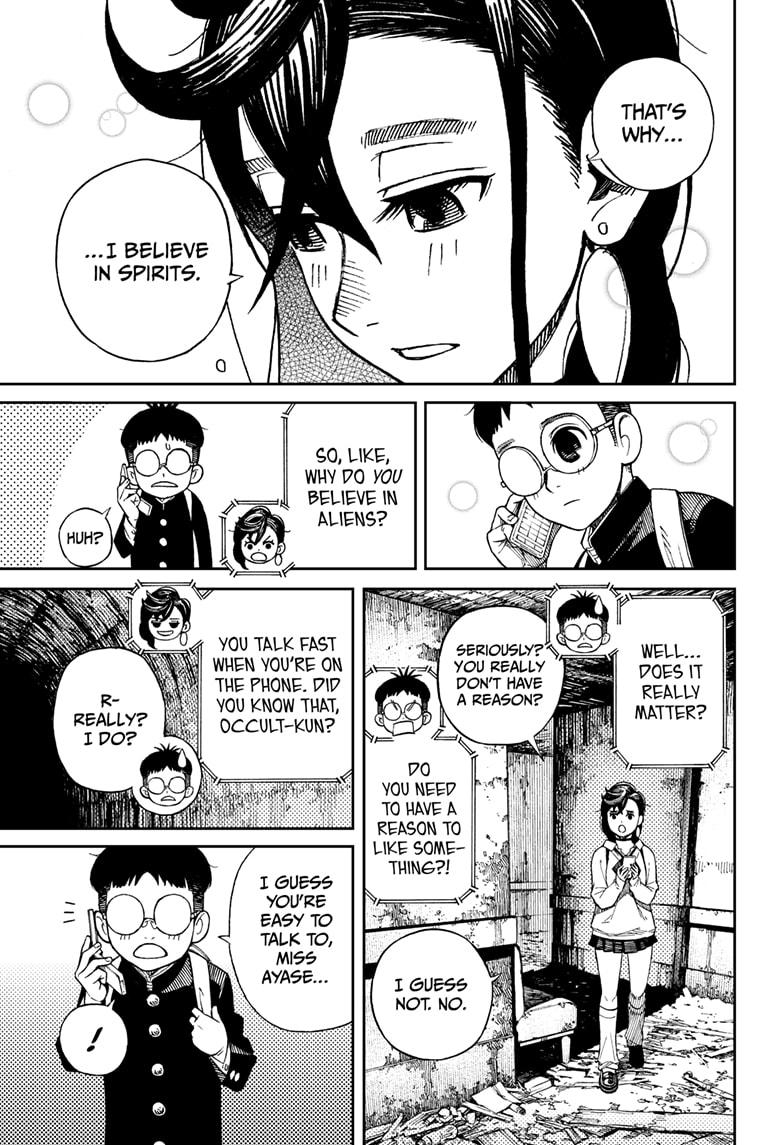 THAT'S
WHY...
...I BELIEVE
IN SPIRITS.
SO, LIKE,
WHY DO YOU
BELIEVE IN
ALIENS?
HUH?
WELL...
DOES IT
REALLY
MATTER?
SERIOUSLY?
YOU REALLY
DON'T HAVE
A REASON?
DO
YOU NEED
TO HAVE A
REASON TO
LIKE SOME-
THING?!
I GUESS
NOT. NO.
YOU TALK FAST
WHEN YOU'RE ON
THE PHONE. DID
YOU KNOW THAT,
OCCULT-KUN?
R-
REALLY?
I DO?
I GUESS
YOU'RE
EASY TO
TALK TO,
MISS
AYASE...
!